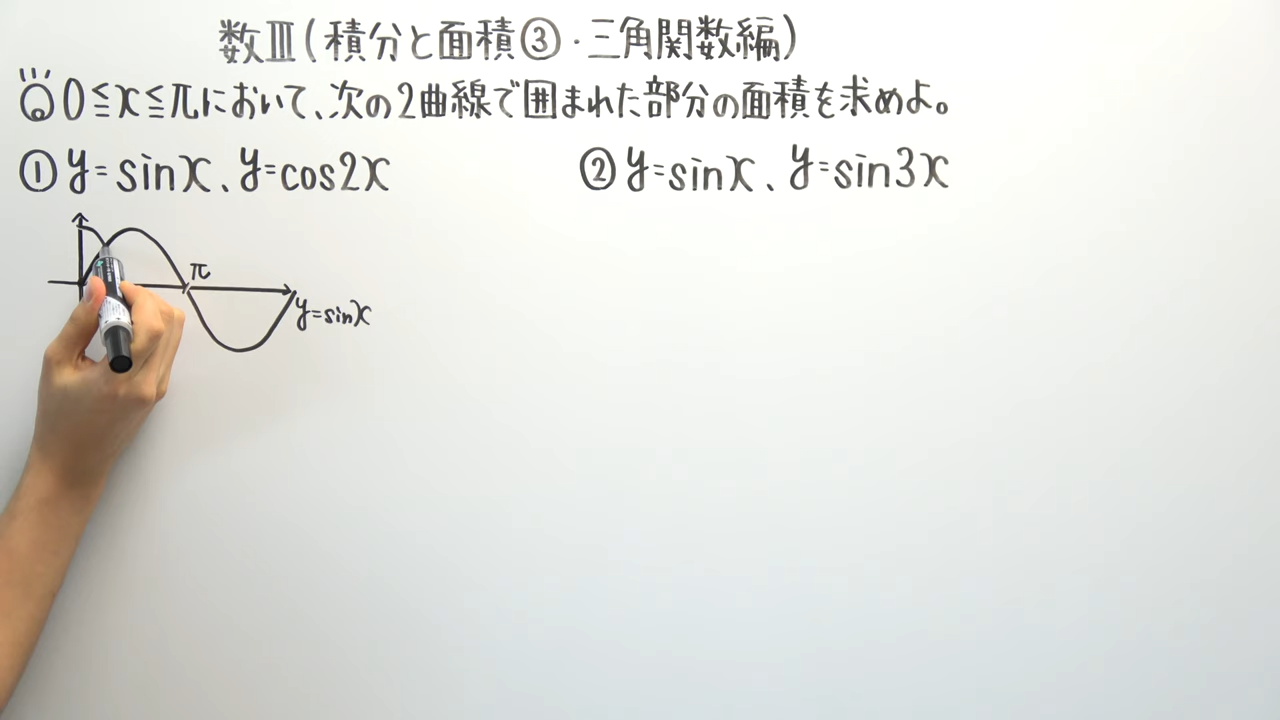 数Ⅲ(積分と面積③・三角関数編)
0≦x≦πにおいて、次の2曲線で囲まれた部分の面積を求めよ。
①y=sinx、y=cos2x
②y=sinx、y=sin3x
π
y=sinx